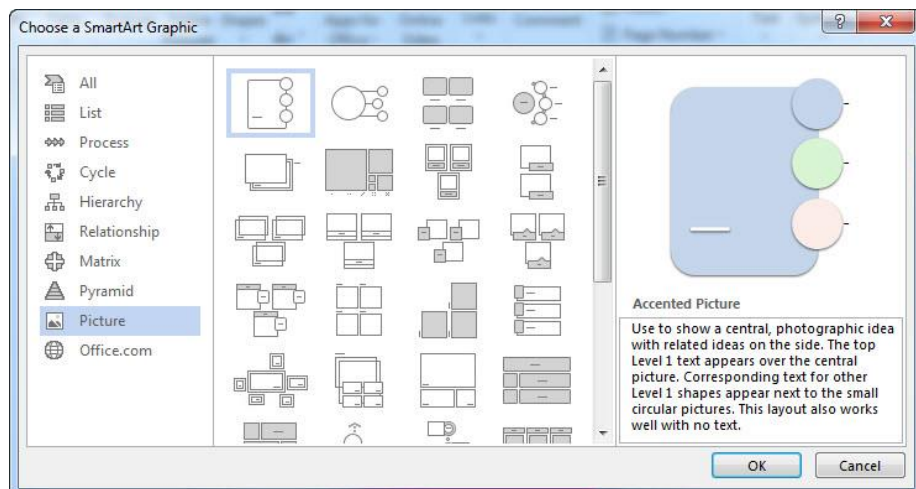 Choose a SmartArt Graphic
All
List
Process
Cycle
Hierarchy
Relationship
Matrix
Pyramid
Picture
Office.com
Accented Picture
Use to show a central, photographic idea
with related ideas on the side. The top
Level 1 text appears over the central
picture. Corresponding text for other
Level 1 shapes appear next to the small
circular pictures. This layout also works
well with no text.
OK
Cancel